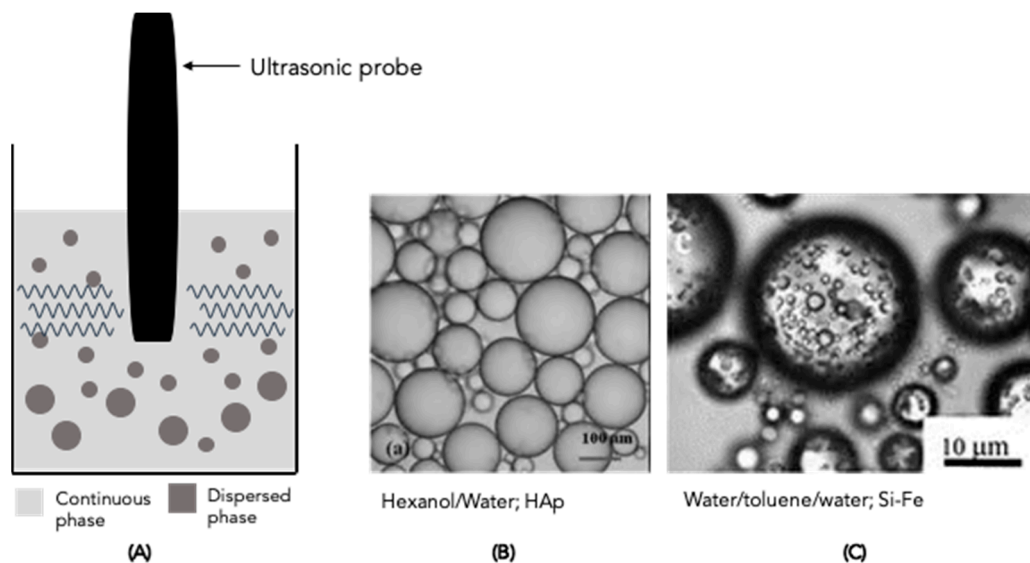 Ultrasonic probe
(a)
100 µm
10 µm
Continuous
phase
Dispersed
phase
Hexanol/Water; HAp
Water/toluene/water; Si-Fe
(A)
(B)
(C)